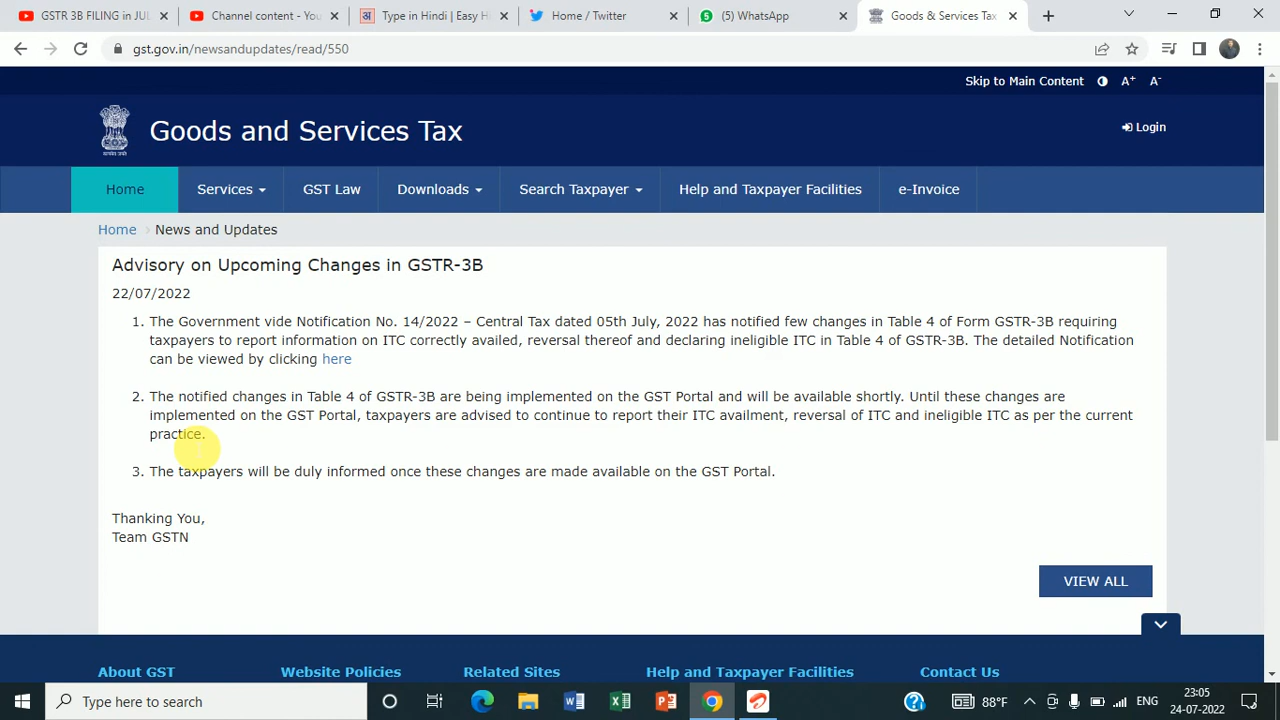 GSTR 3B FILING in JUL
Channel content - You
Type in Hindi | Easy H
Home / Twitter
(5) WhatsApp
Goods & Services Tax
gst.gov.in/newsandupdates/read/550
Skip to Main Content A+ A-
Goods and Services Tax
Login
Home Services GST Law Downloads Search Taxpayer Help and Taxpayer Facilities e-Invoice
Home > News and Updates
Advisory on Upcoming Changes in GSTR-3B
22/07/2022
1. The Government vide Notification No. 14/2022 – Central Tax dated 05th July, 2022 has notified few changes in Table 4 of Form GSTR-3B requiring
taxpayers to report information on ITC correctly availed, reversal thereof and declaring ineligible ITC in Table 4 of GSTR-3B. The detailed Notification
can be viewed by clicking here
2. The notified changes in Table 4 of GSTR-3B are being implemented on the GST Portal and will be available shortly. Until these changes are
implemented on the GST Portal, taxpayers are advised to continue to report their ITC availment, reversal of ITC and ineligible ITC as per the current
practice.
3. The taxpayers will be duly informed once these changes are made available on the GST Portal.
Thanking You,
Team GSTN
VIEW ALL
About GST Website Policies Related Sites Help and Taxpayer Facilities Contact Us
Type here to search
88°F
ENG
23:05
24-07-2022